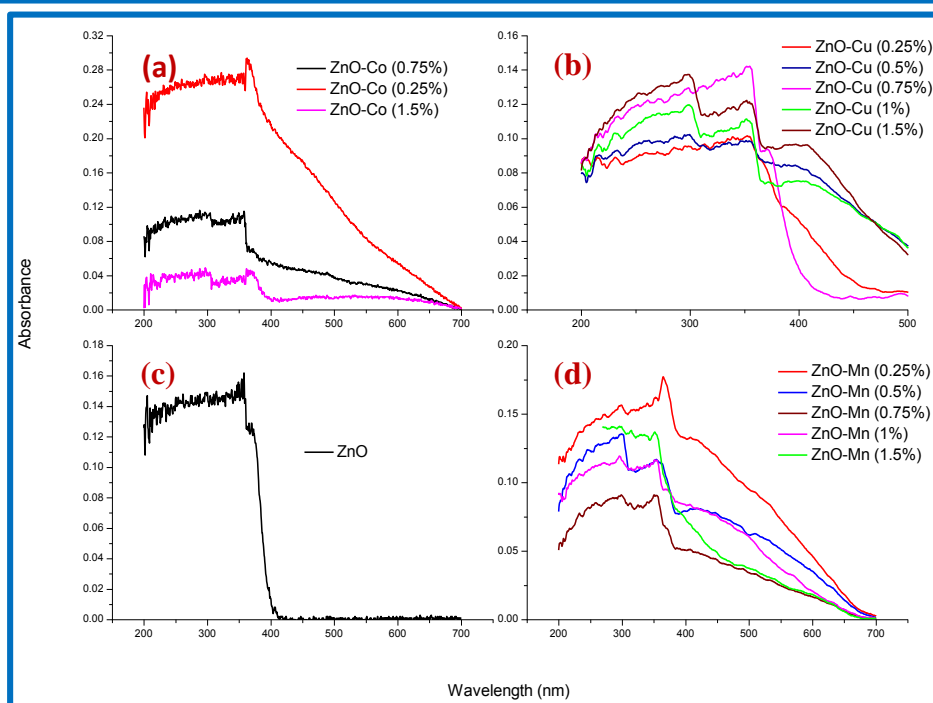 (a)
ZnO-Co (0.75%)
ZnO-Co (0.25%)
ZnO-Co (1.5%)
0.32
0.28
0.24
0.20
0.16
0.12
0.08
0.04
0.00
200 300 400 500 600 700
(b)
ZnO-Cu (0.25%)
ZnO-Cu (0.5%)
ZnO-Cu (0.75%)
ZnO-Cu (1%)
ZnO-Cu (1.5%)
0.16
0.14
0.12
0.10
0.08
0.06
0.04
0.02
0.00
200 300 400 500
Absorbance
(c)
ZnO
0.16
0.14
0.12
0.10
0.08
0.06
0.04
0.02
0.00
200 300 400 500 600 700
(d)
ZnO-Mn (0.25%)
ZnO-Mn (0.5%)
ZnO-Mn (0.75%)
ZnO-Mn (1%)
ZnO-Mn (1.5%)
0.20
0.15
0.10
0.05
0.00
200 300 400 500 600 700
Wavelength (nm)